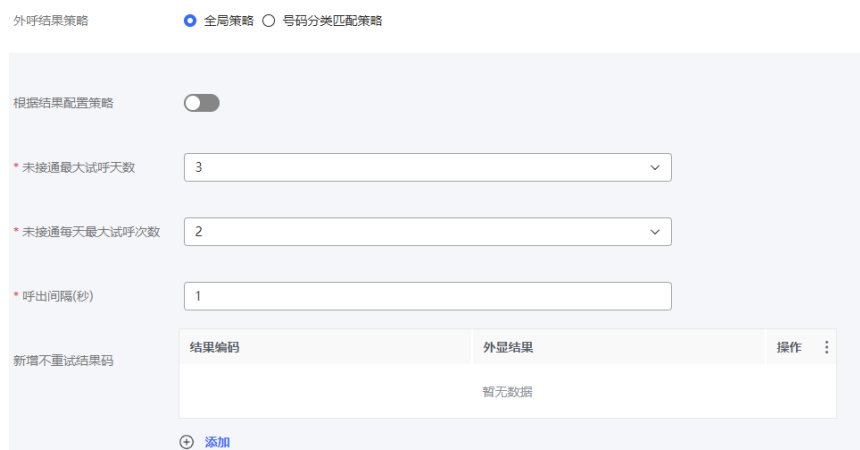 外呼结果策略 全局策略 号码分类匹配策略
根据结果配置策略
* 未接通最大试呼天数 3
* 未接通每天最大试呼次数 2
* 呼出间隔(秒) 1
结果编码 外显结果 操作
新增不重试结果码
暂无数据
添加